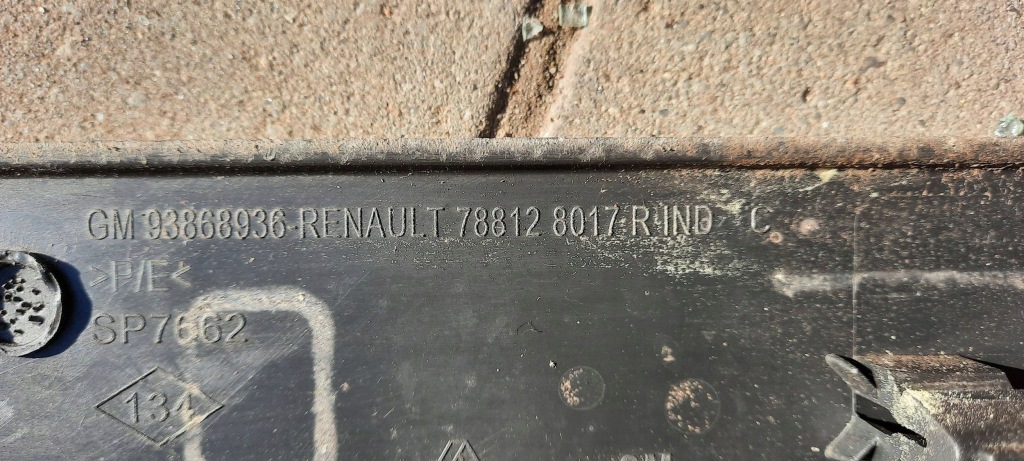 GM 93868936-RENAULT 78812 8017-R-IND C
>P/E<
SP7662
134